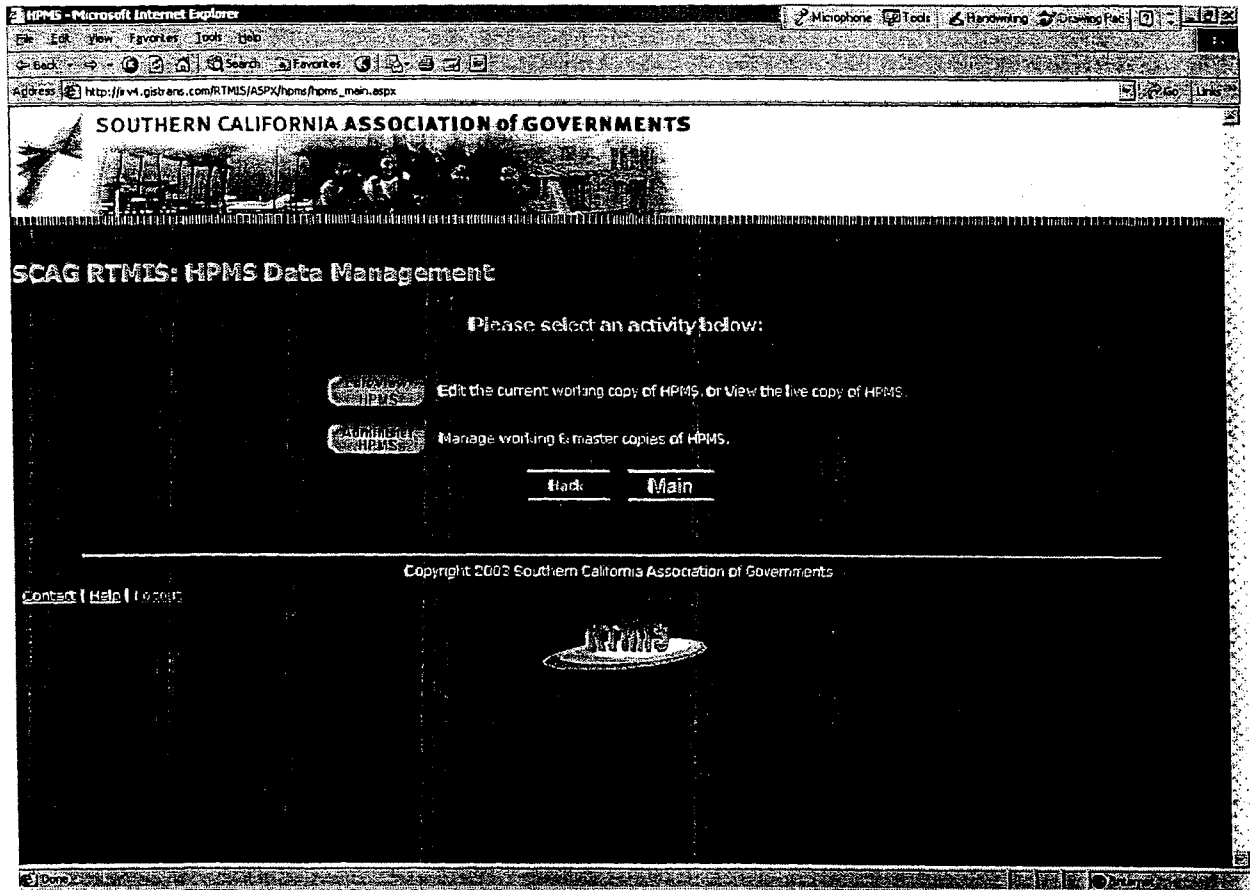 HPMS - Microsoft Internet Explorer
Microphone Tools Handwriting Drawing Pad
File Edit View Favorites Tools Help
Back Search Favorites
Address http://irv4.gistrans.com/RTMIS/ASPX/hpms/hpms_main.aspx Go Links
SOUTHERN CALIFORNIA ASSOCIATION of GOVERNMENTS
SCAG RTMIS: HPMS Data Management
Please select an activity below:
HPMS
Edit the current working copy of HPMS, or View the live copy of HPMS.
Administer HPMS
Manage working & master copies of HPMS.
Back Main
Copyright 2003 Southern California Association of Governments
Contact | Help | Logout
RTMIS
Done